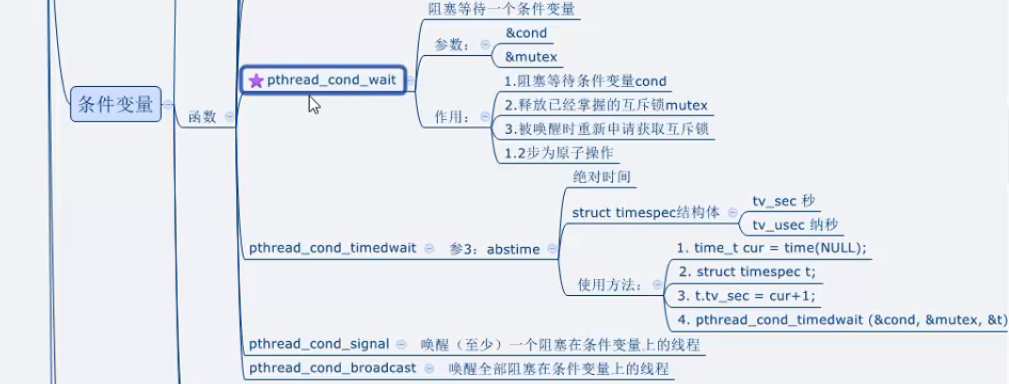 条件变量
函数
pthread_cond_wait
阻塞等待一个条件变量
参数：
&cond
&mutex
作用：
1.阻塞等待条件变量cond
2.释放已经掌握的互斥锁mutex
3.被唤醒时重新申请获取互斥锁
1.2步为原子操作
pthread_cond_timedwait
参3：abstime
绝对时间
struct timespec结构体
tv_sec 秒
tv_usec 纳秒
使用方法：
1. time_t cur = time(NULL);
2. struct timespec t;
3. t.tv_sec = cur+1;
4. pthread_cond_timedwait (&cond, &mutex, &t)
pthread_cond_signal
唤醒（至少）一个阻塞在条件变量上的线程
pthread_cond_broadcast
唤醒全部阻塞在条件变量上的线程